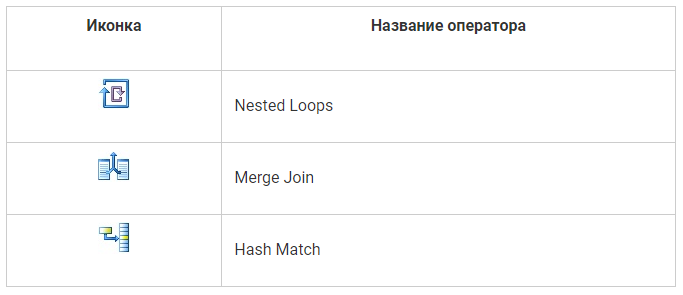 Иконка
Название оператора
Nested Loops
Merge Join
Hash Match